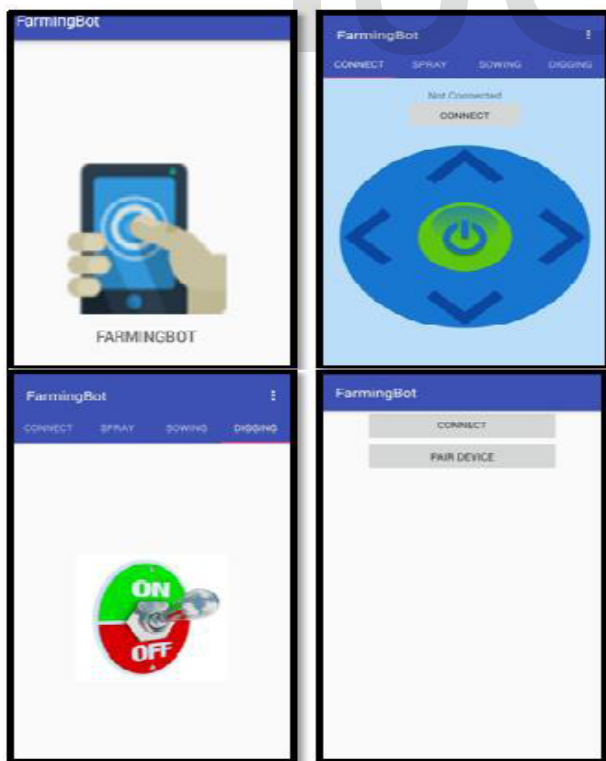 FarmingBot
FARMINGBOT
FarmingBot
CONNECT SPRAY SOWING DIGGING
Not Connected
CONNECT
FarmingBot
CONNECT SPRAY SOWING DIGGING
ON
OFF
FarmingBot
CONNECT
PAIR DEVICE